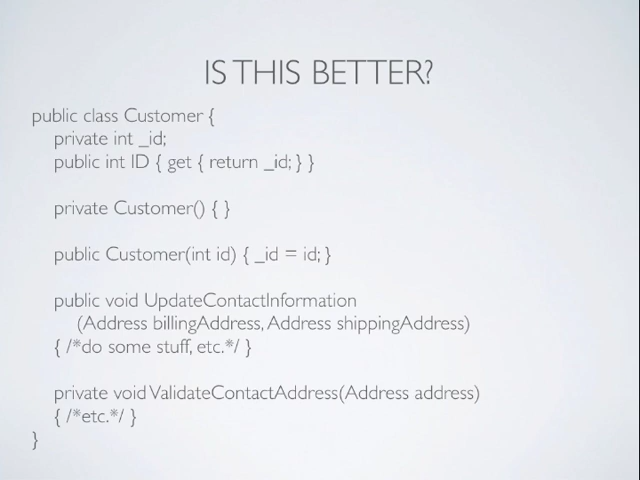 IS THIS BETTER?
public class Customer {
private int _id;
public int ID { get { return _id; } }
private Customer() { }
public Customer(int id) { _id = id; }
public void UpdateContactInformation
(Address billingAddress, Address shippingAddress)
{ /*do some stuff, etc.*/ }
private void ValidateContactAddress(Address address)
{ /*etc.*/ }
}